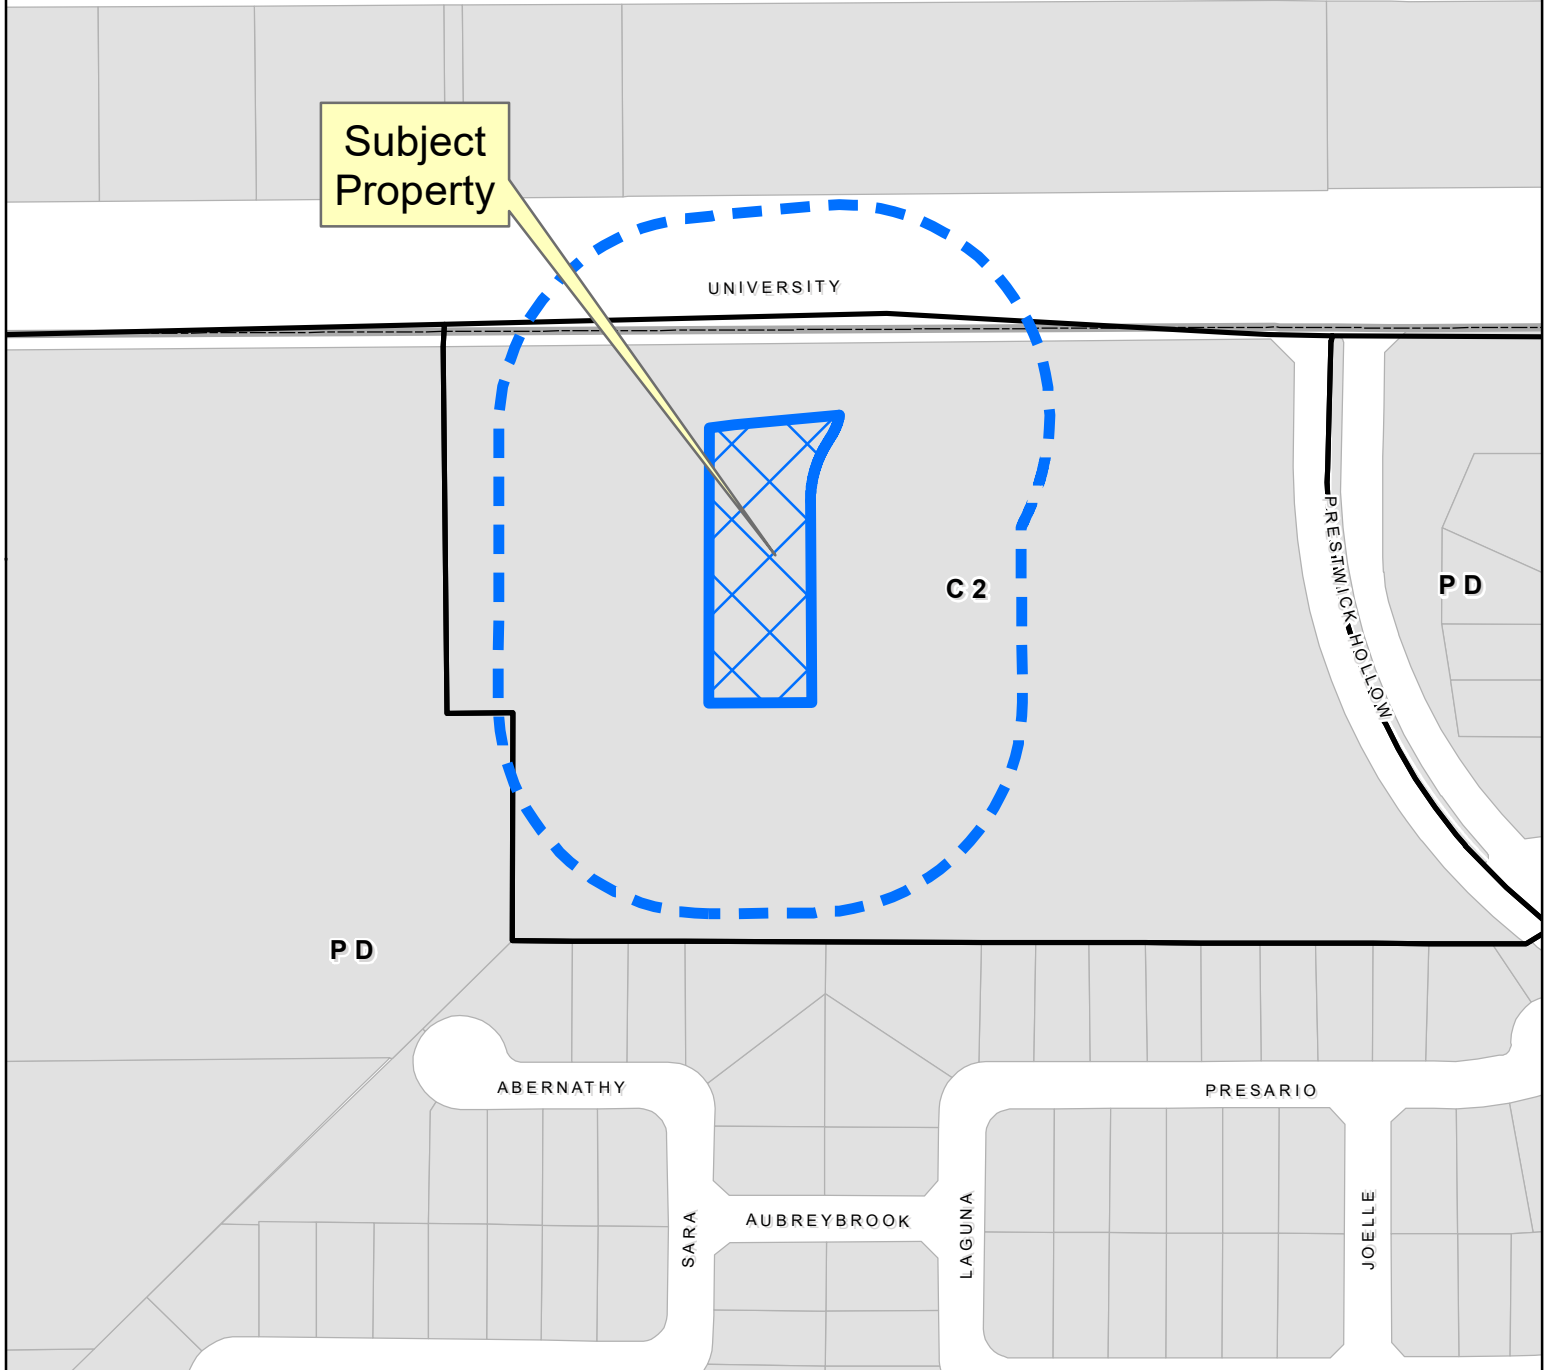 Subject
Property
UNIVERSITY
C2
PD
PRESTWICK HOLLOW
PD
ABERNATHY
PRESARIO
SARA
AUBREYBROOK
LAGUNA
JOELLE